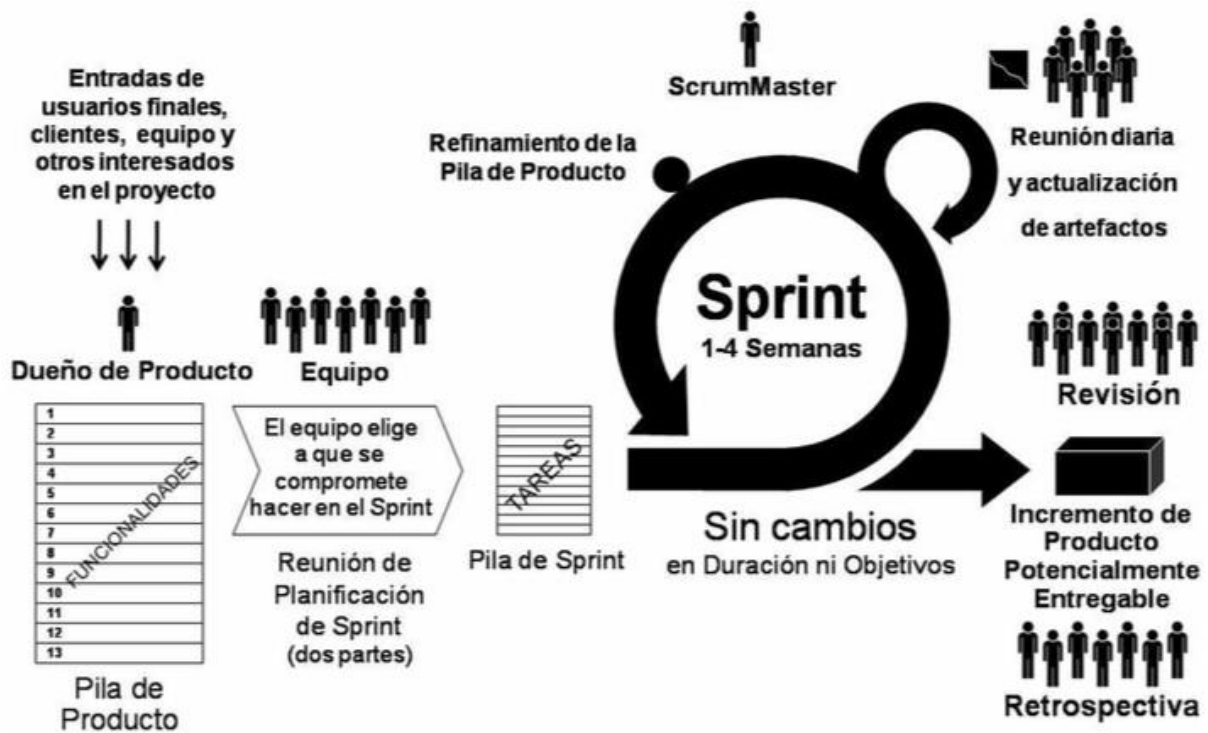 Entradas de
usuarios finales,
clientes, equipo y
otros interesados
en el proyecto
Dueño de Producto
1
2
3
4
5
6
7
8
9
10
11
12
13
FUNCIONALIDADES
Pila de
Producto
Equipo
El equipo elige
a que se
compromete
hacer en el Sprint
Reunión de
Planificación
de Sprint
(dos partes)
TAREAS
Pila de Sprint
ScrumMaster
Refinamiento de la
Pila de Producto
Sprint
1-4 Semanas
Sin cambios
en Duración ni Objetivos
Reunión diaria
y actualización
de artefactos
Revisión
Incremento de
Producto
Potencialmente
Entregable
Retrospectiva